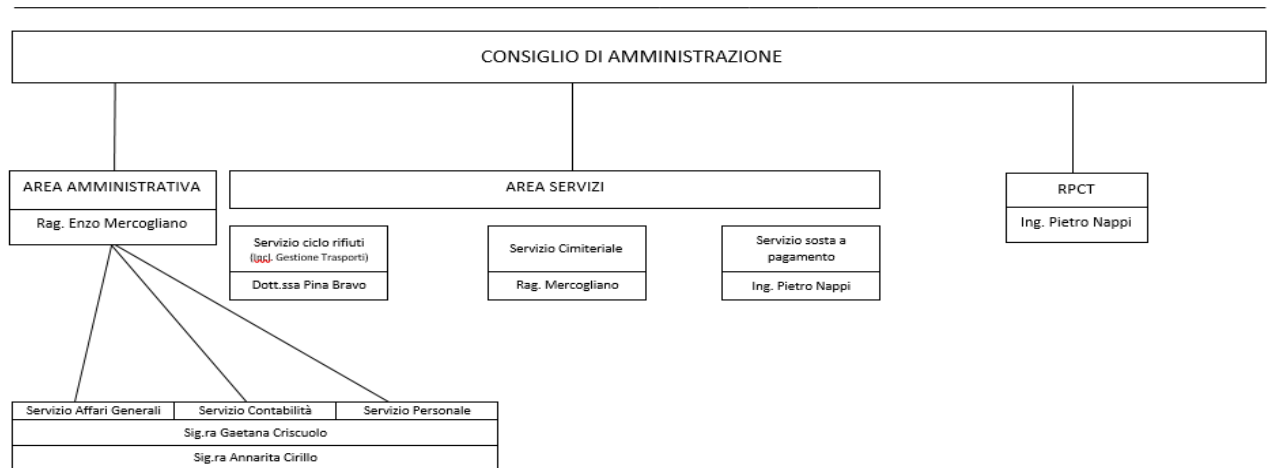 CONSIGLIO DI AMMINISTRAZIONE
AREA AMMINISTRATIVA
Rag. Enzo Mercogliano
AREA SERVIZI
RPCT
Ing. Pietro Nappi
Servizio ciclo rifiuti
(Incl. Gestione Trasporti)
Dott.ssa Pina Bravo
Servizio Cimiteriale
Rag. Mercogliano
Servizio sosta a
pagamento
Ing. Pietro Nappi
Servizio Affari Generali
Servizio Contabilità
Servizio Personale
Sig.ra Gaetana Criscuolo
Sig.ra Annarita Cirillo